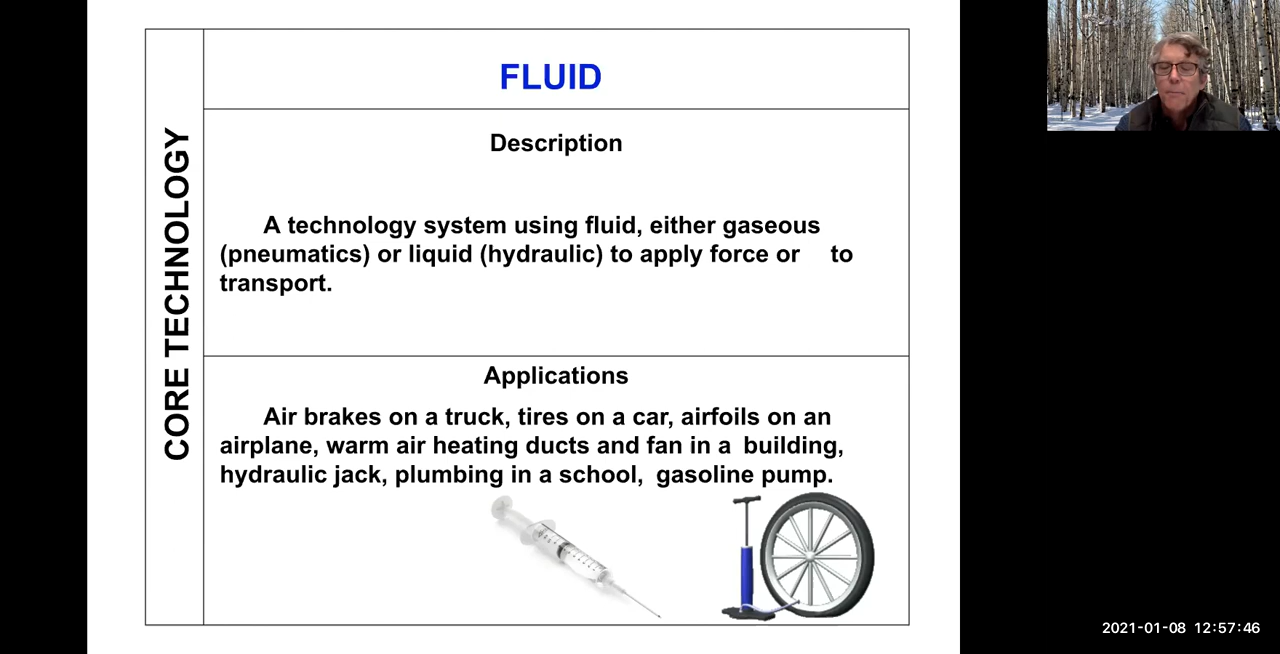 CORE TECHNOLOGY
FLUID
Description
A technology system using fluid, either gaseous
(pneumatics) or liquid (hydraulic) to apply force or to
transport.
Applications
Air brakes on a truck, tires on a car, airfoils on an
airplane, warm air heating ducts and fan in a building,
hydraulic jack, plumbing in a school, gasoline pump.
2021-01-08 12:57:46